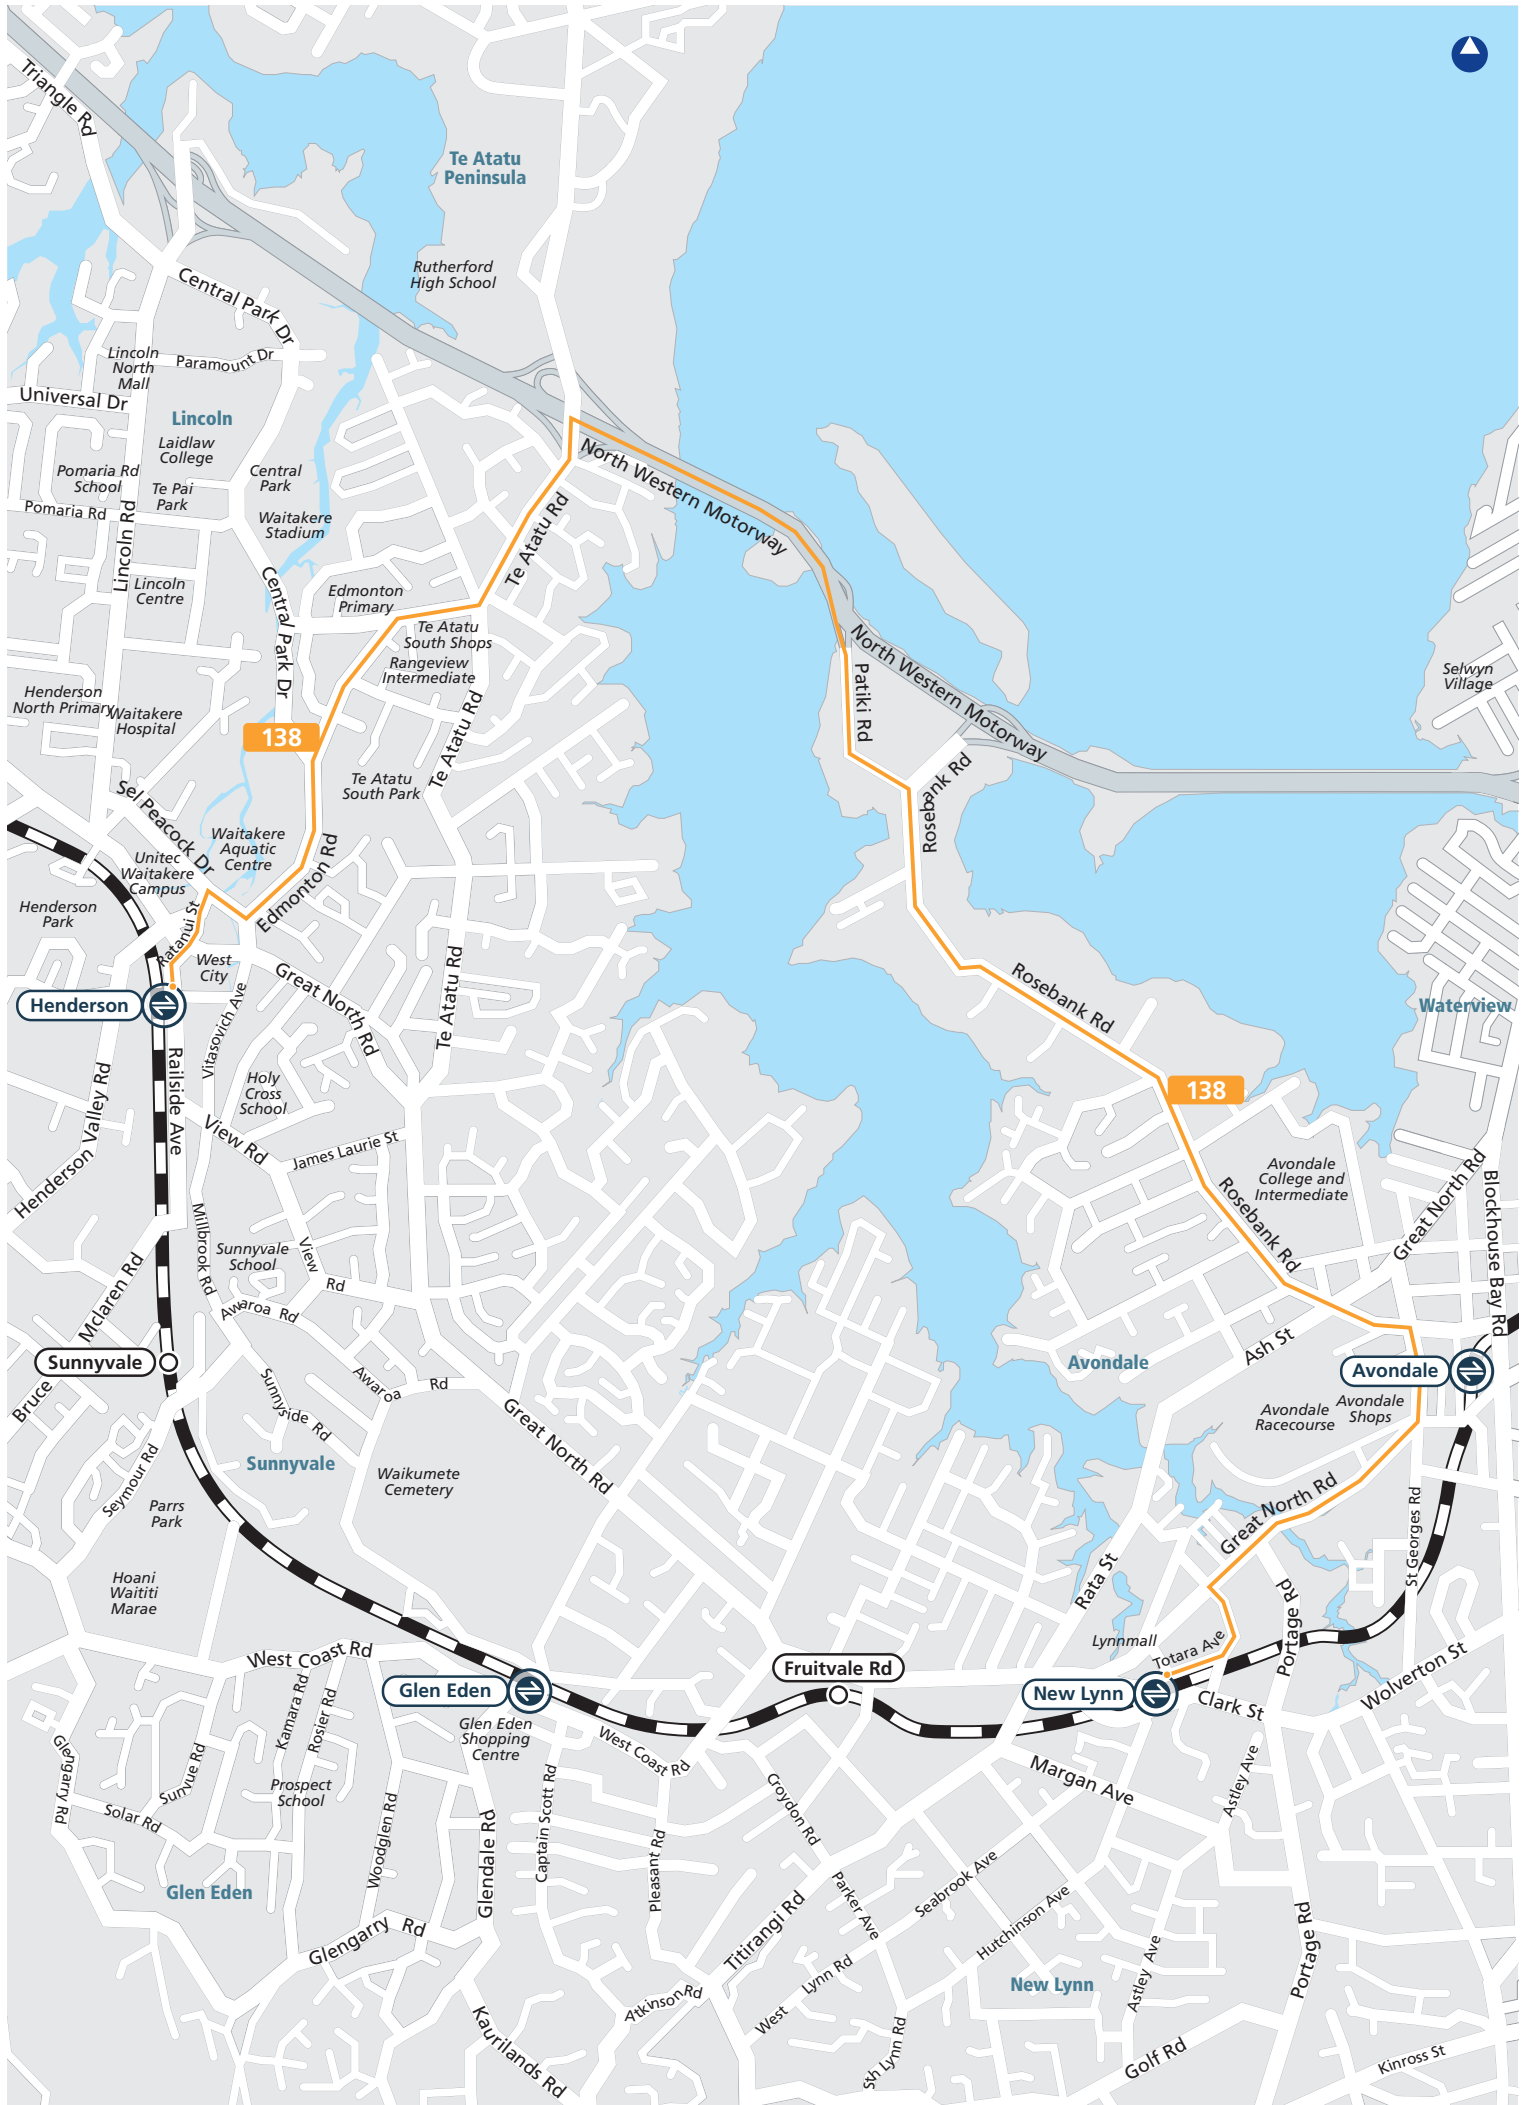 Triangle Rd
Te Atatu
Peninsula
Rutherford
High School
Central Park Dr
Lincoln
North
Mall
Paramount Dr
Universal Dr
Lincoln
Laidlaw
College
Pomaria Rd
School
Central
Park
Te Pai
Park
Pomaria Rd
Waitakere
Stadium
Lincoln Rd
North Western Motorway
Te Atatu Rd
Lincoln
Centre
Central Park Dr
Edmonton
Primary
Te Atatu
South Shops
Rangeview
Intermediate
North Western Motorway
Patiki Rd
Selwyn
Village
Henderson
North Primary
Waitakere
Hospital
138
Te Atatu Rd
Te Atatu
South Park
Rosebank Rd
Sel Peacock Dr
Waitakere
Aquatic
Centre
Unitec
Waitakere
Campus
Edmonton Rd
Henderson
Park
Ratanui St
West
City
Great North Rd
Te Atatu Rd
Rosebank Rd
Waterview
Henderson
Vitasovich Ave
Railside Ave
Holy
Cross
School
138
Henderson Valley Rd
View Rd
James Laurie St
Avondale
College and
Intermediate
Great North Rd
Blockhouse Bay Rd
Rosebank Rd
Millbrook Rd
Sunnyvale
School
View Rd
Mclaren Rd
Awaroa Rd
Ash St
Sunnyvale
Avondale
Avondale
Bruce
Sunnyside Rd
Awaroa Rd
Avondale
Racecourse
Avondale
Shops
Great North Rd
Sunnyvale
Waikumete
Cemetery
Seymour Rd
Parrs
Park
Great North Rd
St Georges Rd
Hoani
Waititi
Marae
Rata St
Portage Rd
Lynnmall
Totara Ave
West Coast Rd
Fruitvale Rd
Glen Eden
New Lynn
Clark St
Wolverton St
Kamara Rd
Rosier Rd
Glen Eden
Shopping
Centre
West Coast Rd
Glengarry Rd
Sunvue Rd
Solar Rd
Prospect
School
Woodglen Rd
Glendale Rd
Captain Scott Rd
Pleasant Rd
Croydon Rd
Margan Ave
Astley Ave
Glen Eden
Parker Ave
Seabrook Ave
Hutchinson Ave
Titirangi Rd
Portage Rd
Glengarry Rd
West Lynn Rd
New Lynn
Astley Ave
Atkinson Rd
Kaurilands Rd
Sth Lynn Rd
Golf Rd
Kinross St